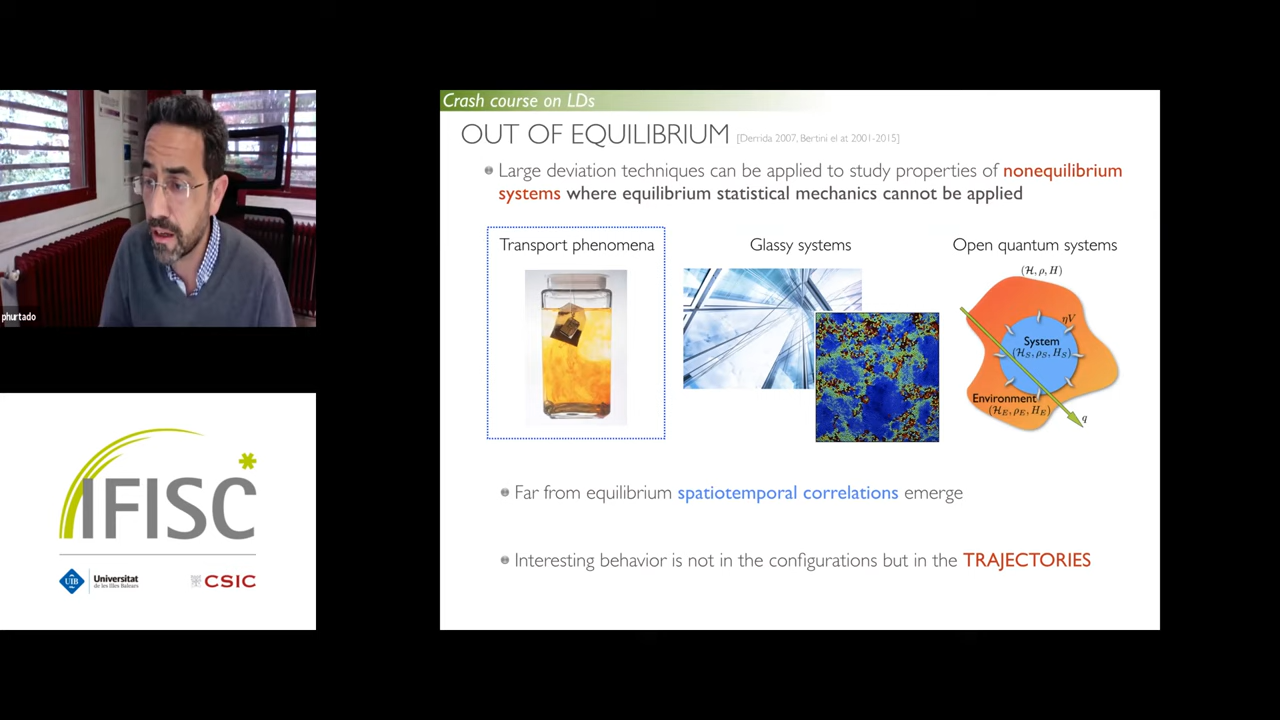 phurtado
IFISC
UIB
Universitat
de les Illes Balears
CSIC
Crash course on LDs
OUT OF EQUILIBRIUM [Derrida 2007, Bertini el at 2001-2015]
Large deviation techniques can be applied to study properties of nonequilibrium
systems where equilibrium statistical mechanics cannot be applied
Transport phenomena
Glassy systems
Open quantum systems
(ℋ, ρ, H)
ηV
System
(ℋ_S, ρ_S, H_S)
Environment
(ℋ_E, ρ_E, H_E)
q
Far from equilibrium spatiotemporal correlations emerge
Interesting behavior is not in the configurations but in the TRAJECTORIES